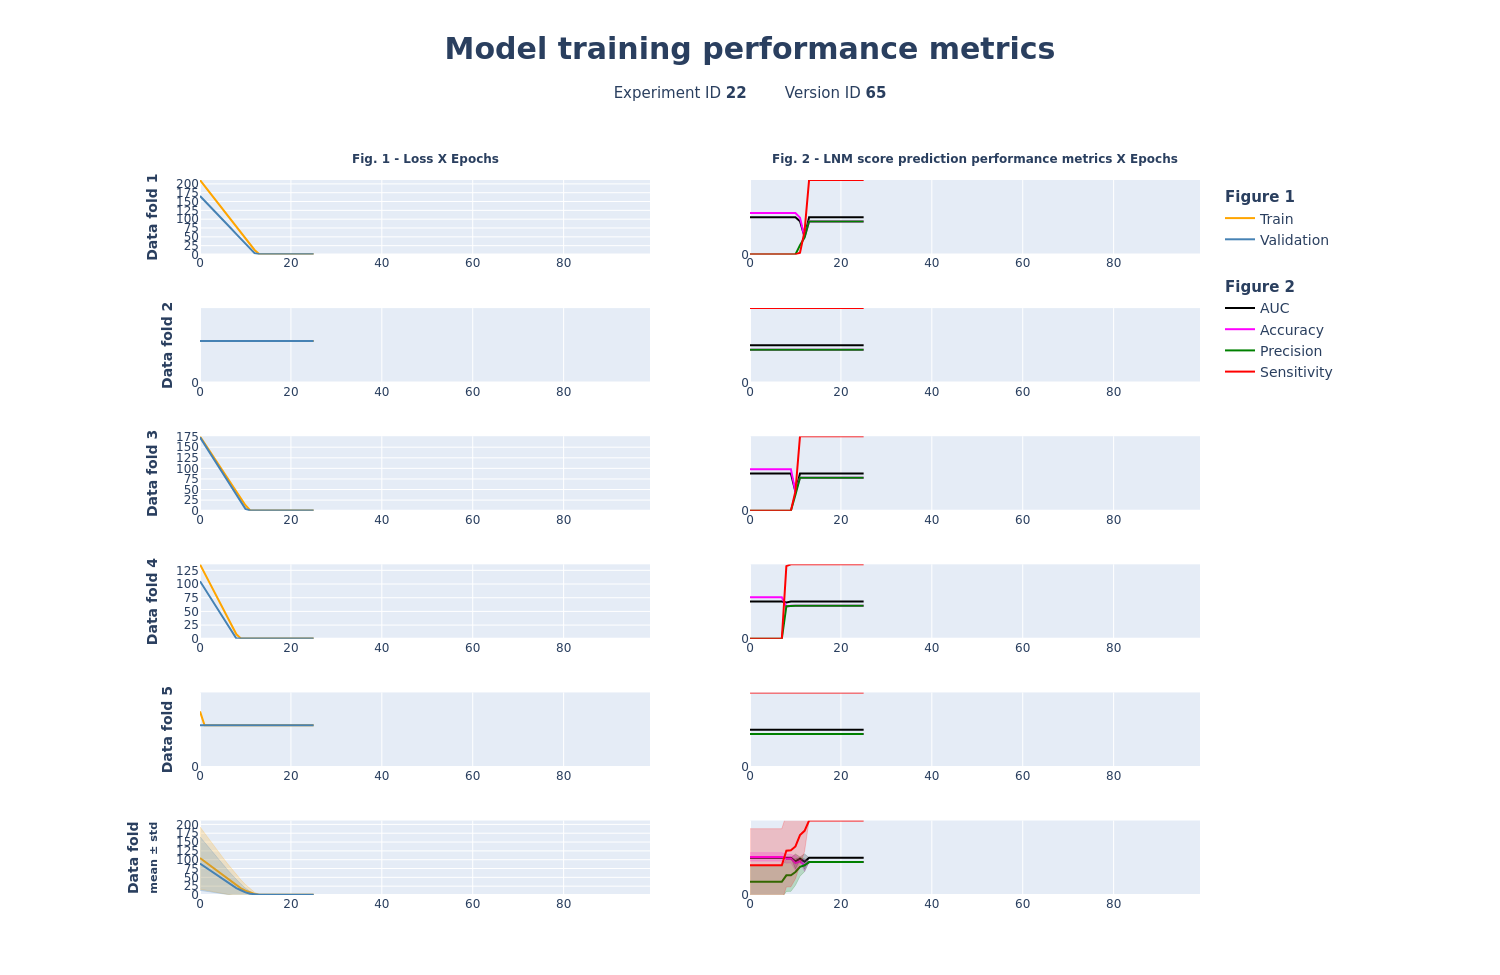 Model training performance metrics
Experiment ID 22 Version ID 65
Fig. 1 - Loss X Epochs
Fig. 2 - LNM score prediction performance metrics X Epochs
Data fold 1
200
175
150
125
100
75
50
25
0
0 20 40 60 80
0
0 20 40 60 80
Figure 1
Train
Validation
Figure 2
AUC
Accuracy
Precision
Sensitivity
Data fold 2
0
0 20 40 60 80
0
0 20 40 60 80
Data fold 3
175
150
125
100
75
50
25
0
0 20 40 60 80
0
0 20 40 60 80
Data fold 4
125
100
75
50
25
0
0 20 40 60 80
0
0 20 40 60 80
Data fold 5
0
0 20 40 60 80
0
0 20 40 60 80
Data fold
mean ± std
200
175
150
125
100
75
50
25
0
0 20 40 60 80
0
0 20 40 60 80